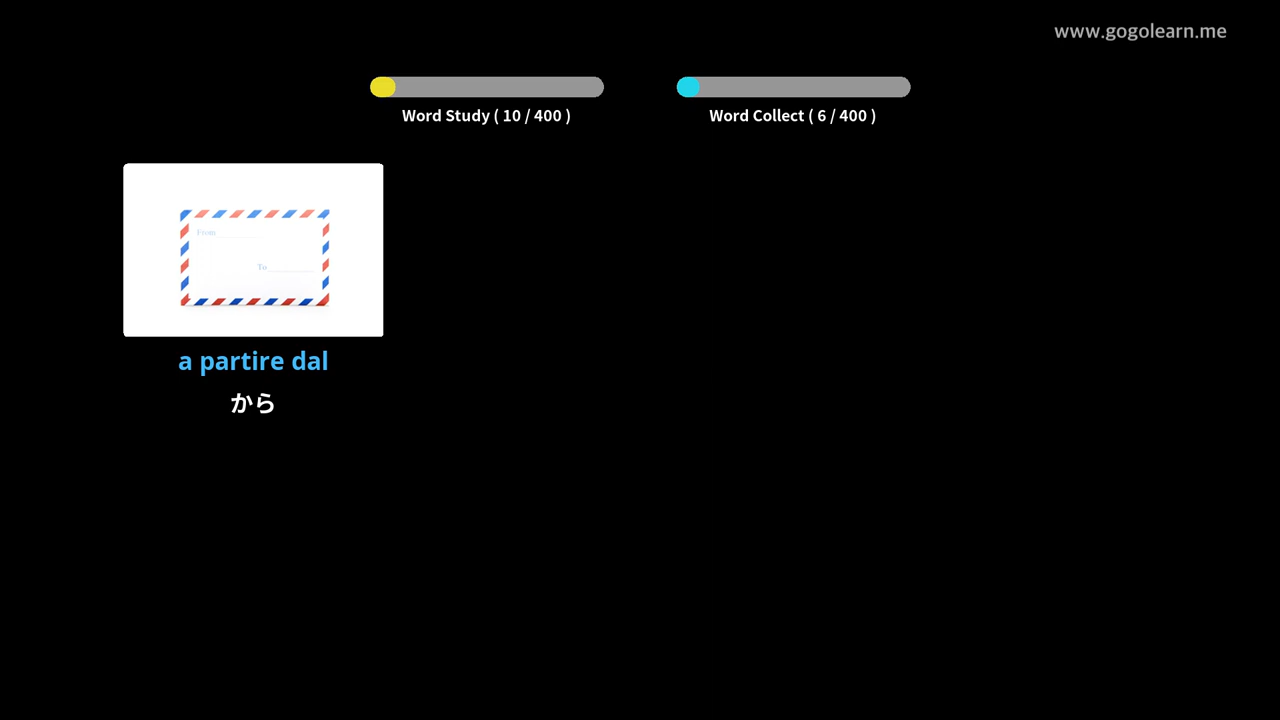 www.gogolearn.me
Word Study ( 10 / 400 )
Word Collect ( 6 / 400 )
From
To
a partire dal
から